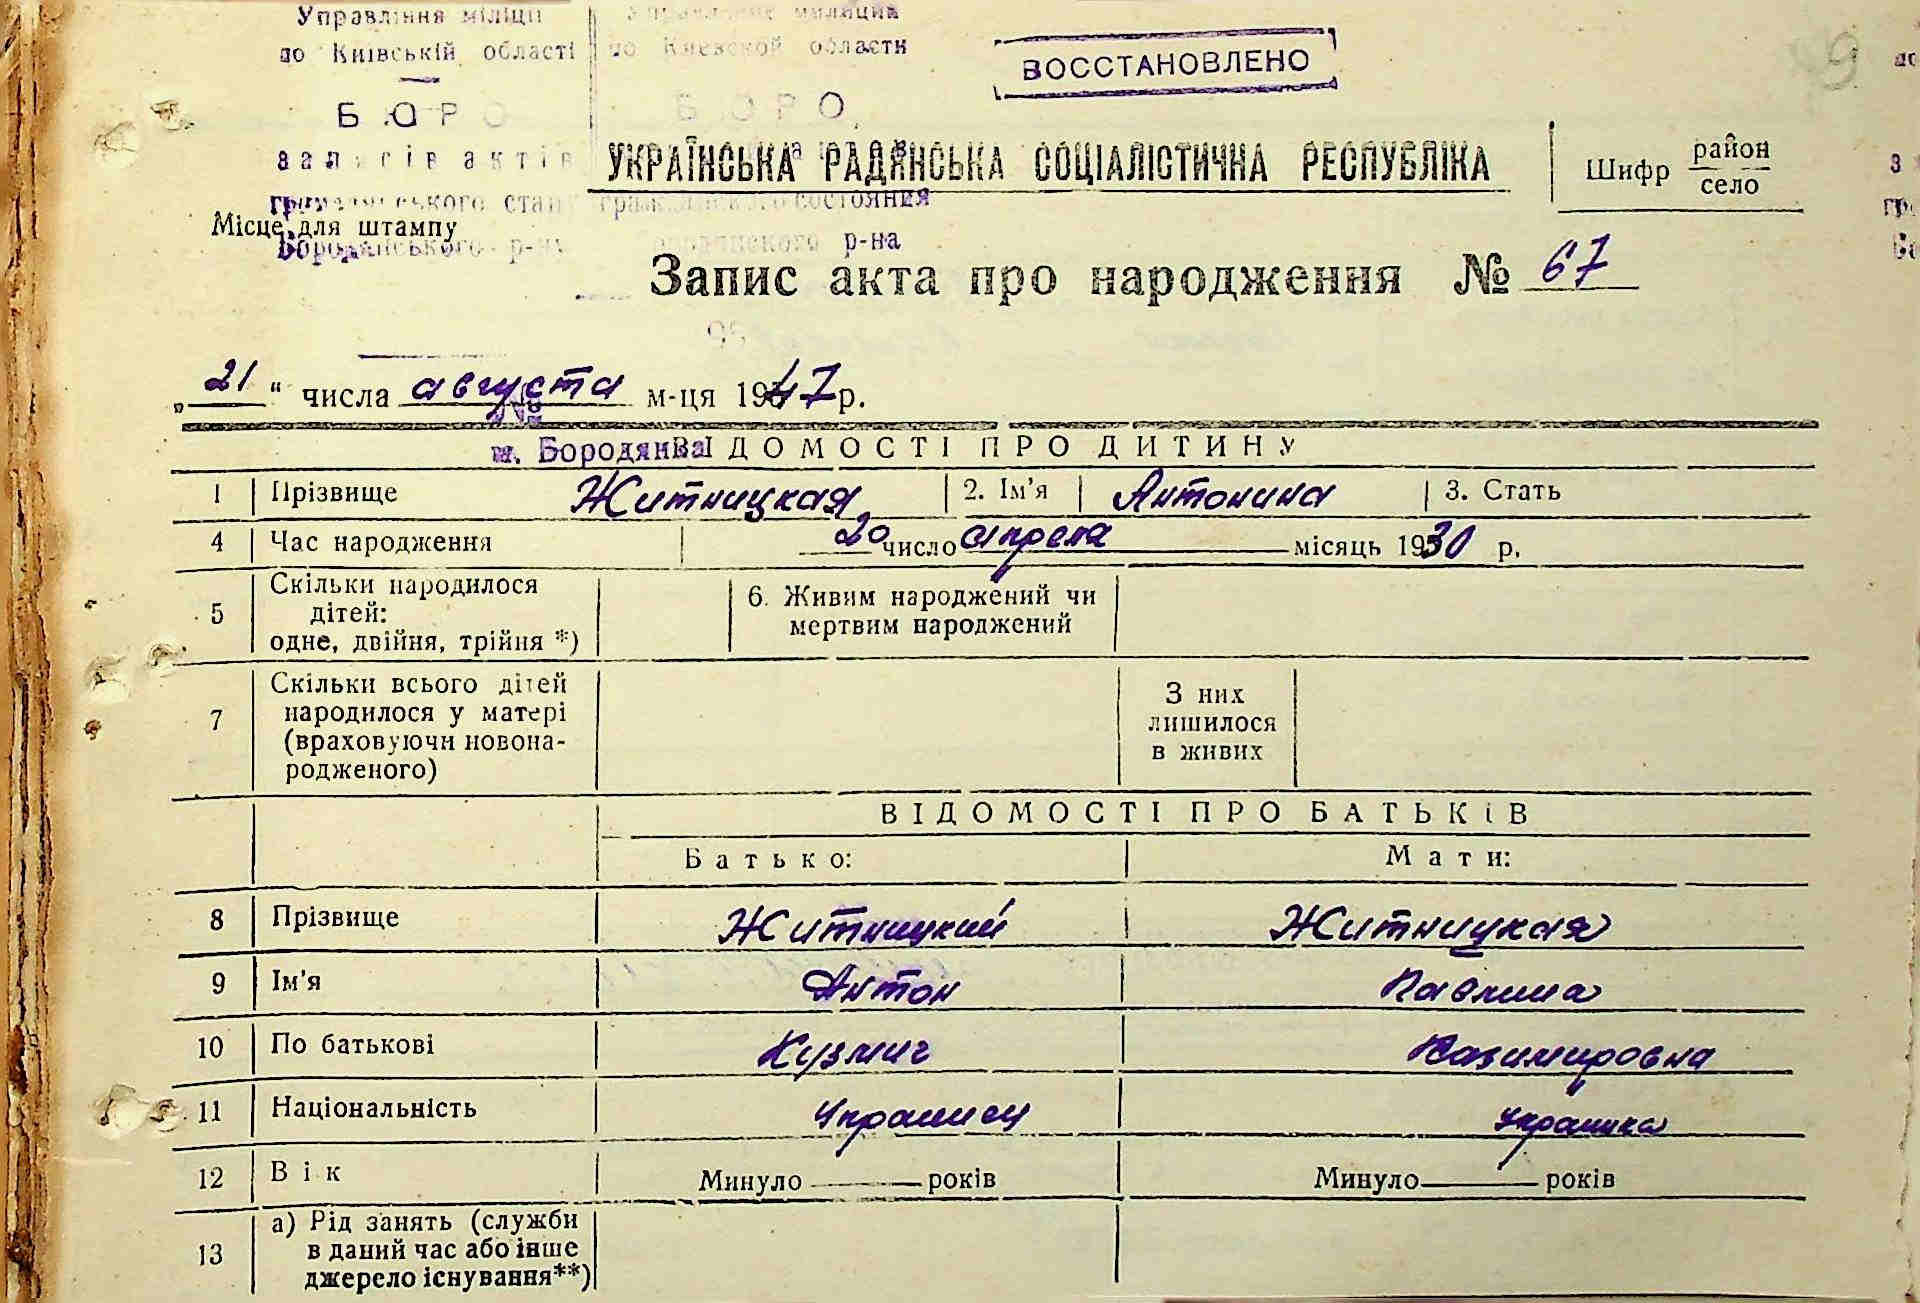 Управління міліції Управление милиции
по Київській області по Киевской области
ВОССТАНОВЛЕНО
БЮРО БЮРО
записів актів
УКРАЇНСЬКА РАДЯНСЬКА СОЦІАЛІСТИЧНА РЕСПУБЛІКА
Шифр район
село
громадянського стану гражданского состояния
Місце для штампу
Бородянського р-ну Бородянского р-на
Запис акта про народження № 67
„21“ числа августа м-ця 1947 р.
ш. Бородянка
ВІДОМОСТІ ПРО ДИТИНУ
1 Прізвище Житницкая 2. Ім'я Антонина 3. Стать
4 Час народження 20 число апреля місяць 1930 р.
5 Скільки народилося
дітей:
одне, двійня, трійня *)
6. Живим народжений чи
мертвим народжений
7 Скільки всього дітей
народилося у матері
(враховуючи новона-
родженого)
З них
лишилося
в живих
ВІДОМОСТІ ПРО БАТЬКІВ
Батько: Мати:
8 Прізвище Житницкий Житницкая
9 Ім'я Антон Павлина
10 По батькові Кузмич Казимировна
11 Національність Украинец Украинка
12 Вік Минуло — років Минуло — років
13 а) Рід занять (служби
в даний час або інше
джерело існування**)